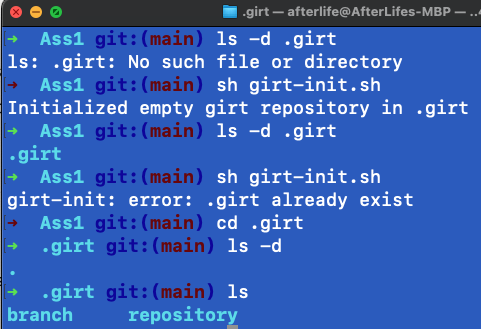 .girt — afterlife@AfterLifes-MBP — ..
→ Ass1 git:(main) ls -d .girt
ls: .girt: No such file or directory
→ Ass1 git:(main) sh girt-init.sh
Initialized empty girt repository in .girt
→ Ass1 git:(main) ls -d .girt
.girt
→ Ass1 git:(main) sh girt-init.sh
girt-init: error: .girt already exist
→ Ass1 git:(main) cd .girt
→ .girt git:(main) ls -d
.
→ .girt git:(main) ls
branch repository